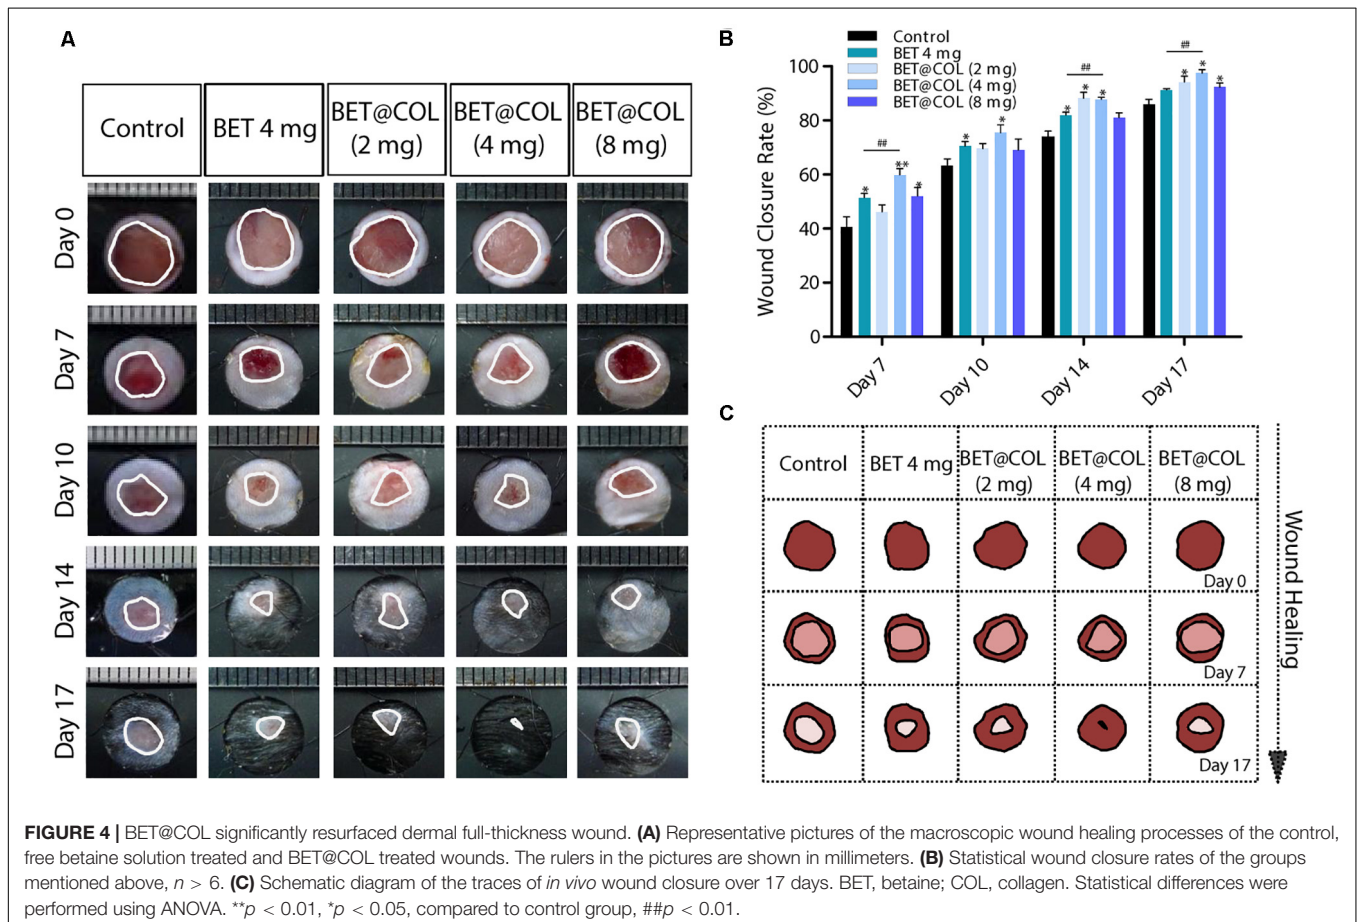 A
Control
BET 4 mg
BET@COL
(2 mg)
BET@COL
(4 mg)
BET@COL
(8 mg)
Day 0
Day 7
Day 10
Day 14
Day 17
B
Control
BET 4 mg
BET@COL (2 mg)
BET@COL (4 mg)
BET@COL (8 mg)
Wound Closure Rate (%)
100
80
60
40
20
0
*
##
**
*
*
*
*
##
*
*
##
*
*
*
Day 7
Day 10
Day 14
Day 17
C
Control
BET 4 mg
BET@COL
(2 mg)
BET@COL
(4 mg)
BET@COL
(8 mg)
Day 0
Day 7
Day 17
Wound Healing
FIGURE 4 | BET@COL significantly resurfaced dermal full-thickness wound. (A) Representative pictures of the macroscopic wound healing processes of the control,
free betaine solution treated and BET@COL treated wounds. The rulers in the pictures are shown in millimeters. (B) Statistical wound closure rates of the groups
mentioned above, n > 6. (C) Schematic diagram of the traces of in vivo wound closure over 17 days. BET, betaine; COL, collagen. Statistical differences were
performed using ANOVA. **p < 0.01, *p < 0.05, compared to control group, ##p < 0.01.